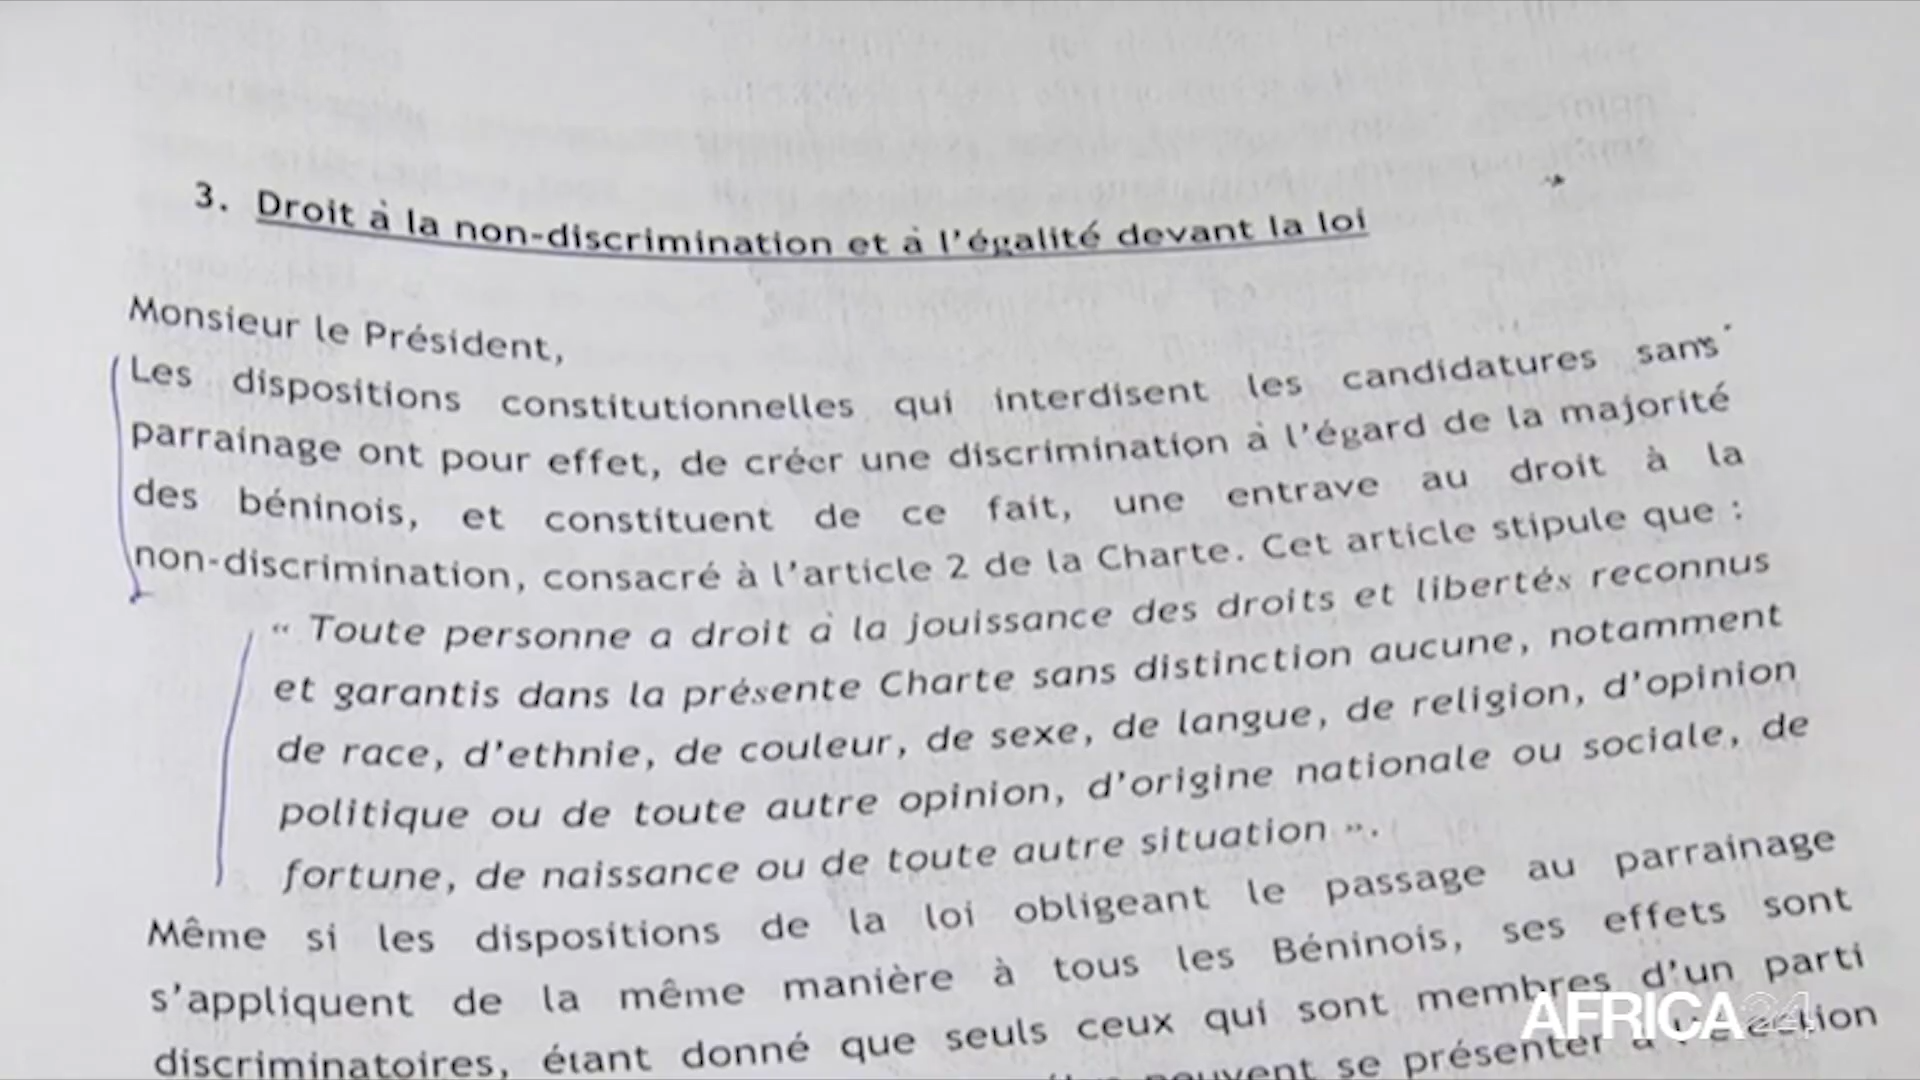 3. Droit à la non-discrimination et à l'égalité devant la loi
Monsieur le Président,
Les dispositions constitutionnelles qui interdisent les candidatures sans
parrainage ont pour effet, de créer une discrimination à l'égard de la majorité
des béninois, et constituent de ce fait, une entrave au droit à la
non-discrimination, consacré à l'article 2 de la Charte. Cet article stipule que :
« Toute personne a droit à la jouissance des droits et libertés reconnus
et garantis dans la présente Charte sans distinction aucune, notamment
de race, d'ethnie, de couleur, de sexe, de langue, de religion, d'opinion
politique ou de toute autre opinion, d'origine nationale ou sociale, de
fortune, de naissance ou de toute autre situation ».
Même si les dispositions de la loi obligeant le passage au parrainage
s'appliquent de la même manière à tous les Béninois, ses effets sont
discriminatoires, étant donné que seuls ceux qui sont membres d'un parti
peuvent se présenter à l'élection
AFRICA24